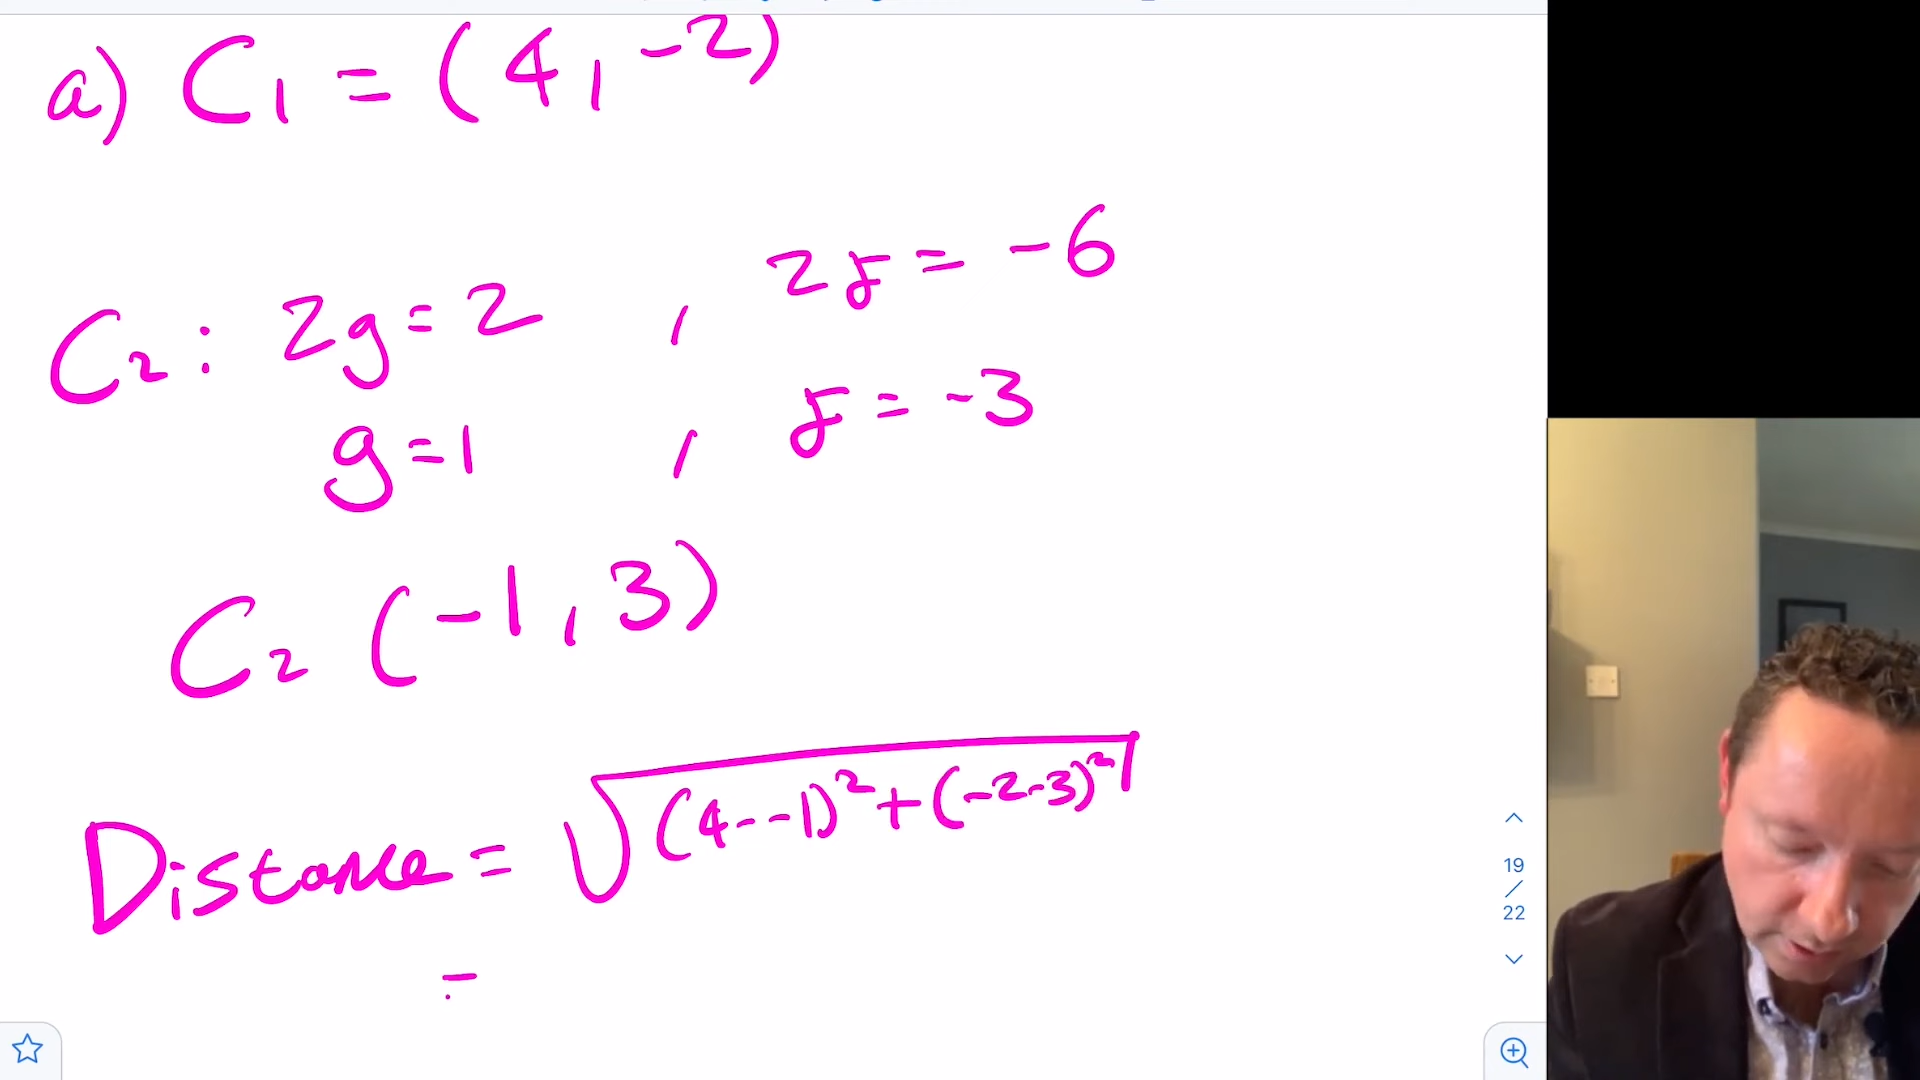 a) C₁ = (4, -2)
C₂: 2g = 2 , 2f = -6
g = 1 , f = -3
C₂ (-1, 3)
Distance = √((4--1)² + (-2-3)²)
=
19
/
22